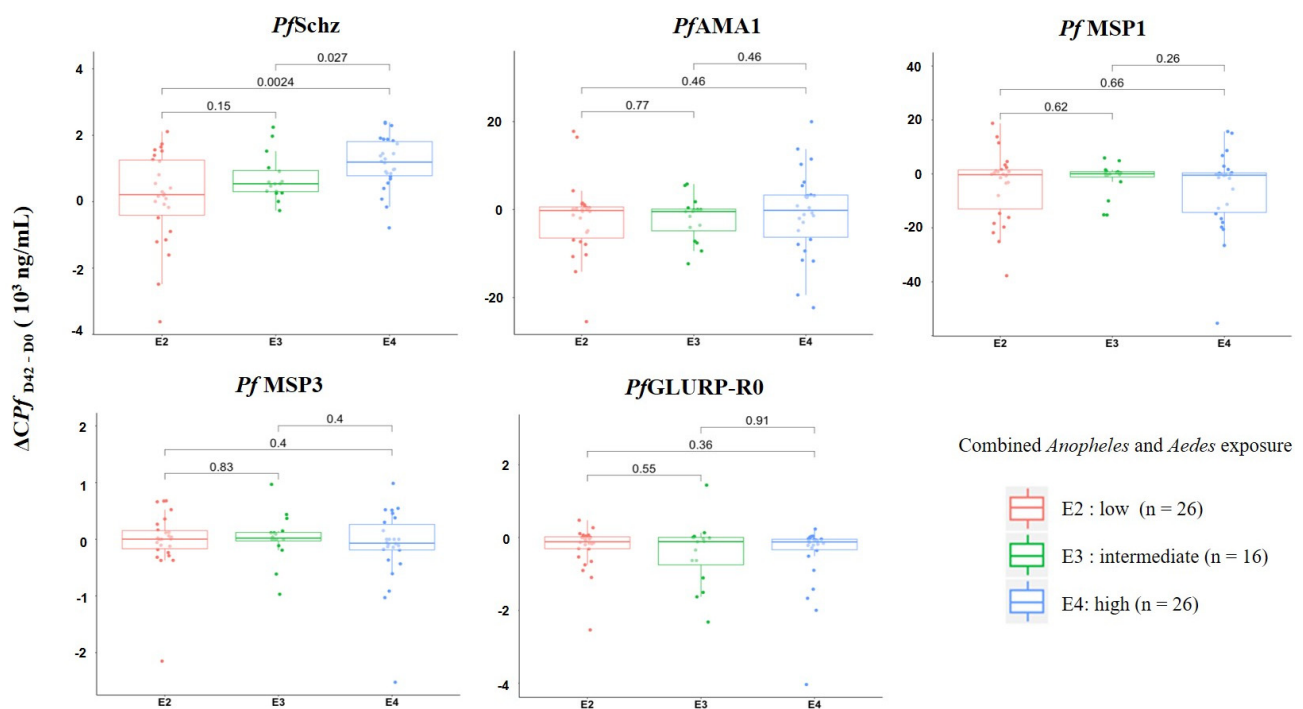 PfSchz
4
2
0
-2
-4
0.027
0.0024
0.15
E2
E3
E4
PfAMA1
20
0
-20
0.46
0.46
0.77
E2
E3
E4
Pf MSP1
40
20
0
-20
-40
0.26
0.66
0.62
E2
E3
E4
ΔCPf D42 - D0 ( 10³ ng/mL)
Pf MSP3
2
1
0
-1
-2
0.4
0.4
0.83
E2
E3
E4
PfGLURP-R0
2
0
-2
-4
0.91
0.36
0.55
E2
E3
E4
Combined Anopheles and Aedes exposure
E2 : low (n = 26)
E3 : intermediate (n = 16)
E4: high (n = 26)